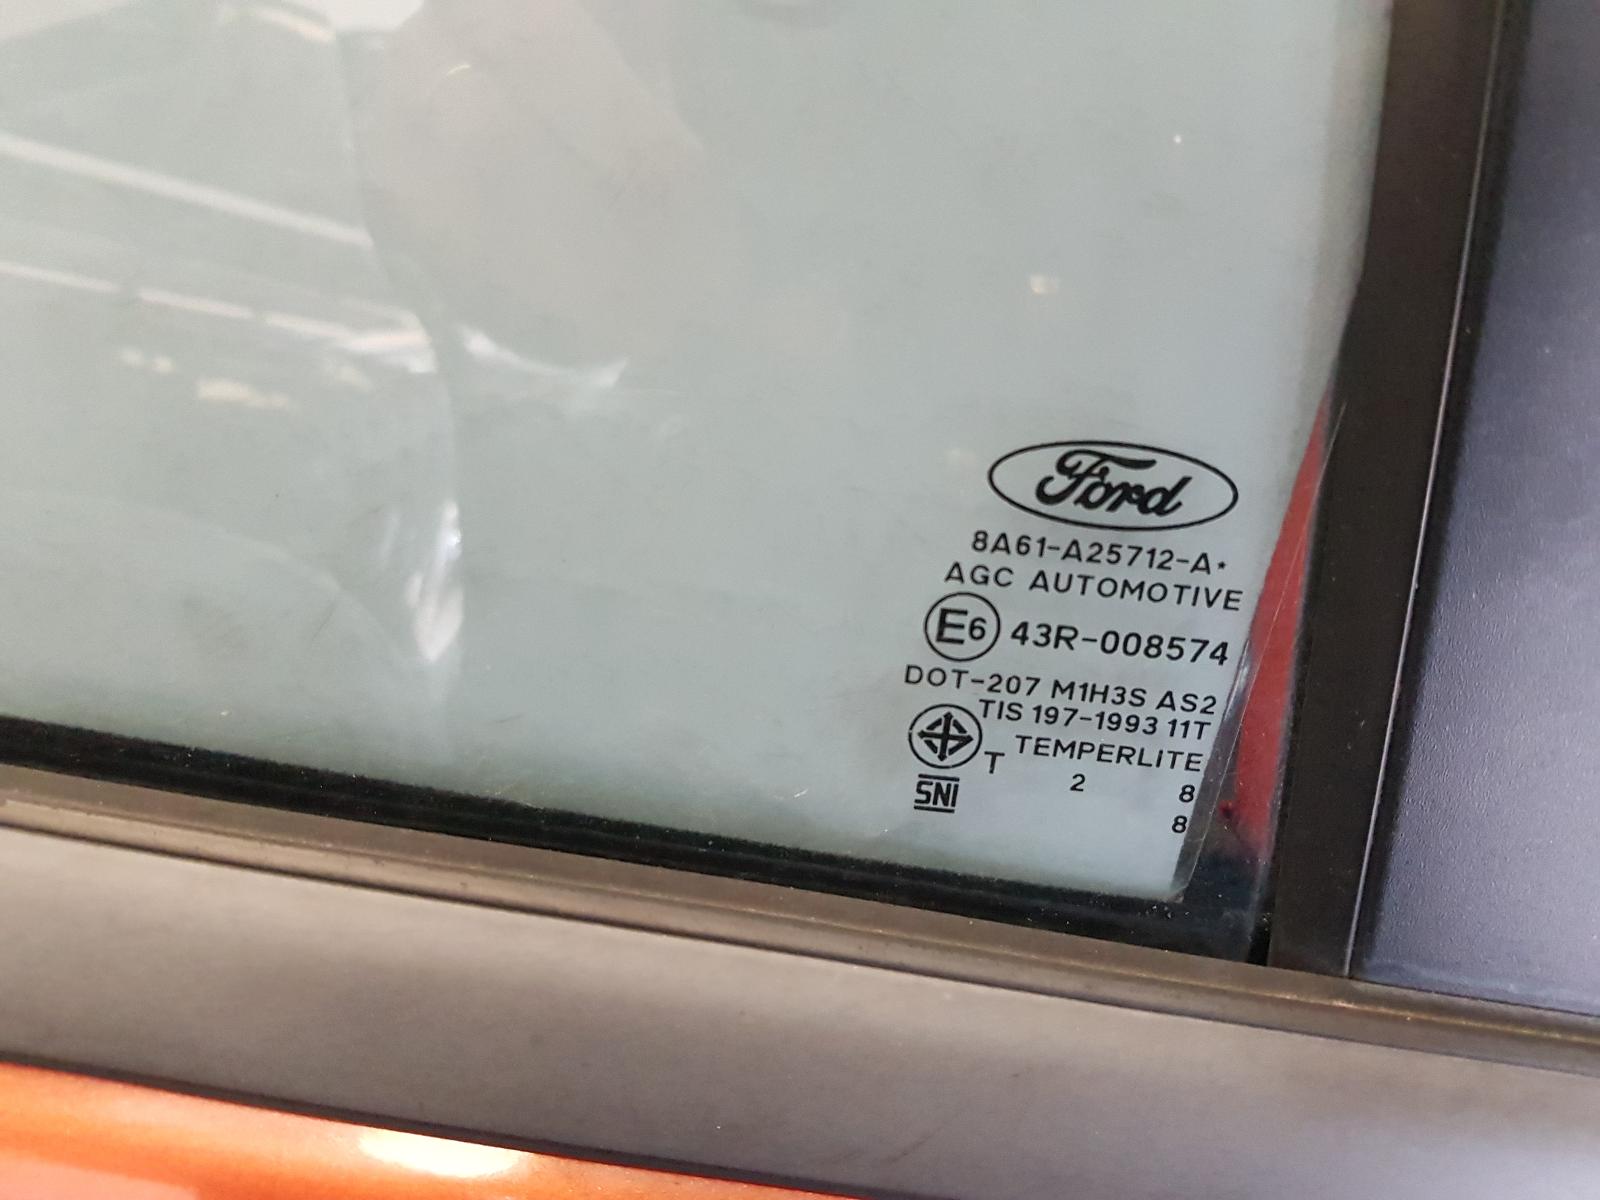 Ford
8A61-A25712-A*
AGC AUTOMOTIVE
E6 43R-008574
DOT-207 M1H3S AS2
TIS 197-1993 11T
T TEMPERLITE
SNI 2 8
8